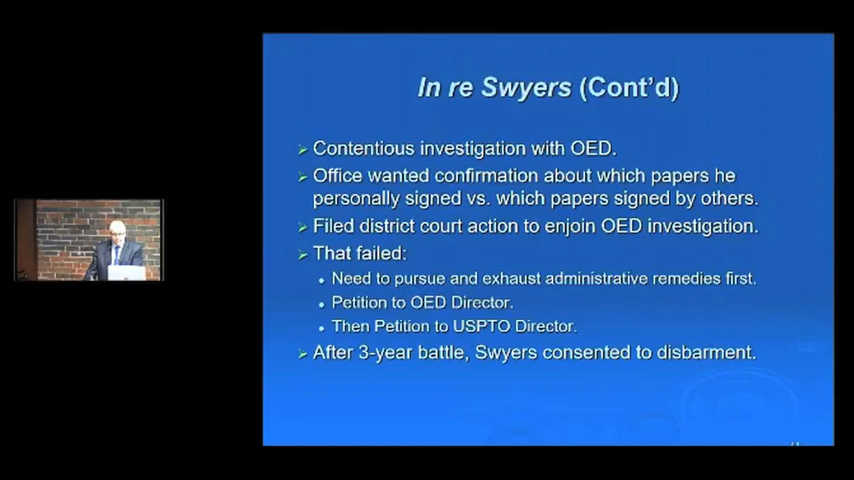 In re Swyers (Cont'd)
Contentious investigation with OED.
Office wanted confirmation about which papers he
personally signed vs. which papers signed by others.
Filed district court action to enjoin OED investigation.
That failed:
Need to pursue and exhaust administrative remedies first.
Petition to OED Director.
Then Petition to USPTO Director.
After 3-year battle, Swyers consented to disbarment.